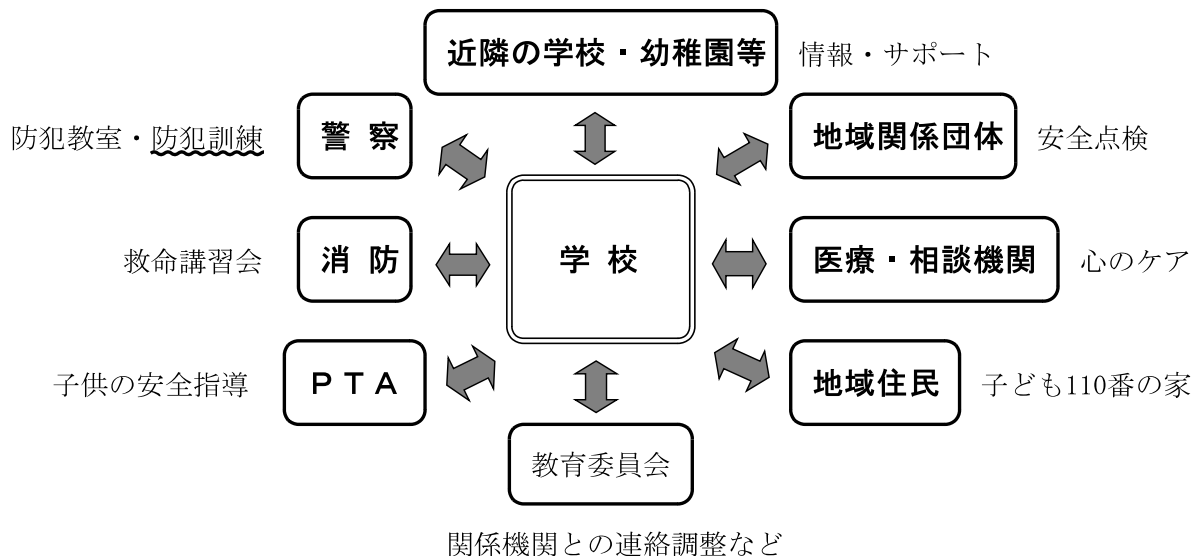 近隣の学校・幼稚園等 情報・サポート
防犯教室・防犯訓練 警 察 地域関係団体 安全点検
救命講習会 消 防 学 校 医療・相談機関 心のケア
子供の安全指導 ＰＴＡ 地域住民 子ども110番の家
教育委員会
関係機関との連絡調整など